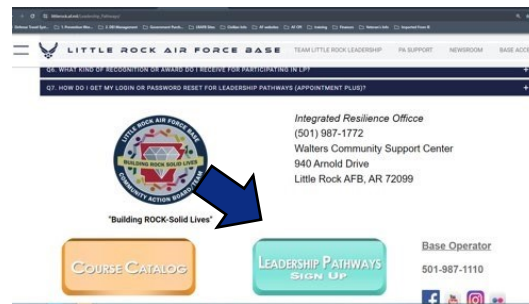 LITTLE ROCK AIR FORCE BASE
TEAM LITTLE ROCK LEADERSHIP
PA SUPPORT
NEWSROOM
BASE ACCE
Q6. WHAT KIND OF RECOGNITION OR AWARD DO I RECEIVE FOR PARTICIPATING IN LP?
Q7. HOW DO I GET MY LOGIN OR PASSWORD RESET FOR LEADERSHIP PATHWAYS (APPOINTMENT PLUS)?
LITTLE ROCK AIR FORCE BASE
BUILDING ROCK SOLID LIVES
COMMUNITY ACTION BOARD/TEAM
"Building ROCK-Solid Lives"
Integrated Resilience Officce
(501) 987-1772
Walters Community Support Center
940 Arnold Drive
Little Rock AFB, AR 72099
COURSE CATALOG
LEADERSHIP PATHWAYS
SIGN UP
Base Operator
501-987-1110